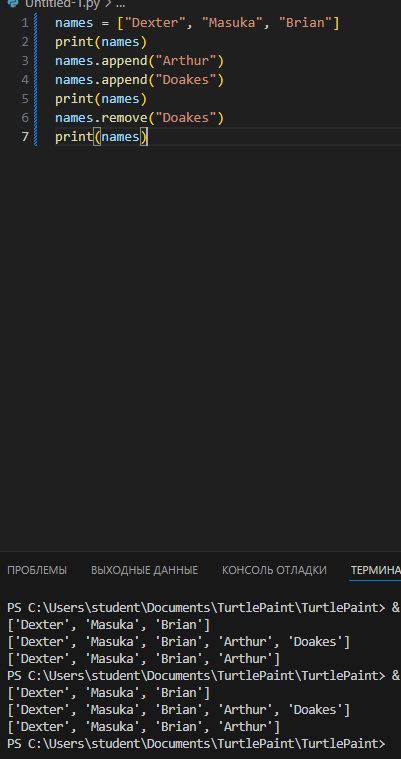 Untitled-1.py > ...
1 names = ["Dexter", "Masuka", "Brian"]
2 print(names)
3 names.append("Arthur")
4 names.append("Doakes")
5 print(names)
6 names.remove("Doakes")
7 print(names)
ПРОБЛЕМЫ ВЫХОДНЫЕ ДАННЫЕ КОНСОЛЬ ОТЛАДКИ ТЕРМИНА
PS C:\Users\student\Documents\TurtlePaint\TurtlePaint> &
['Dexter', 'Masuka', 'Brian']
['Dexter', 'Masuka', 'Brian', 'Arthur', 'Doakes']
['Dexter', 'Masuka', 'Brian', 'Arthur']
PS C:\Users\student\Documents\TurtlePaint\TurtlePaint> &
['Dexter', 'Masuka', 'Brian']
['Dexter', 'Masuka', 'Brian', 'Arthur', 'Doakes']
['Dexter', 'Masuka', 'Brian', 'Arthur']
PS C:\Users\student\Documents\TurtlePaint\TurtlePaint>